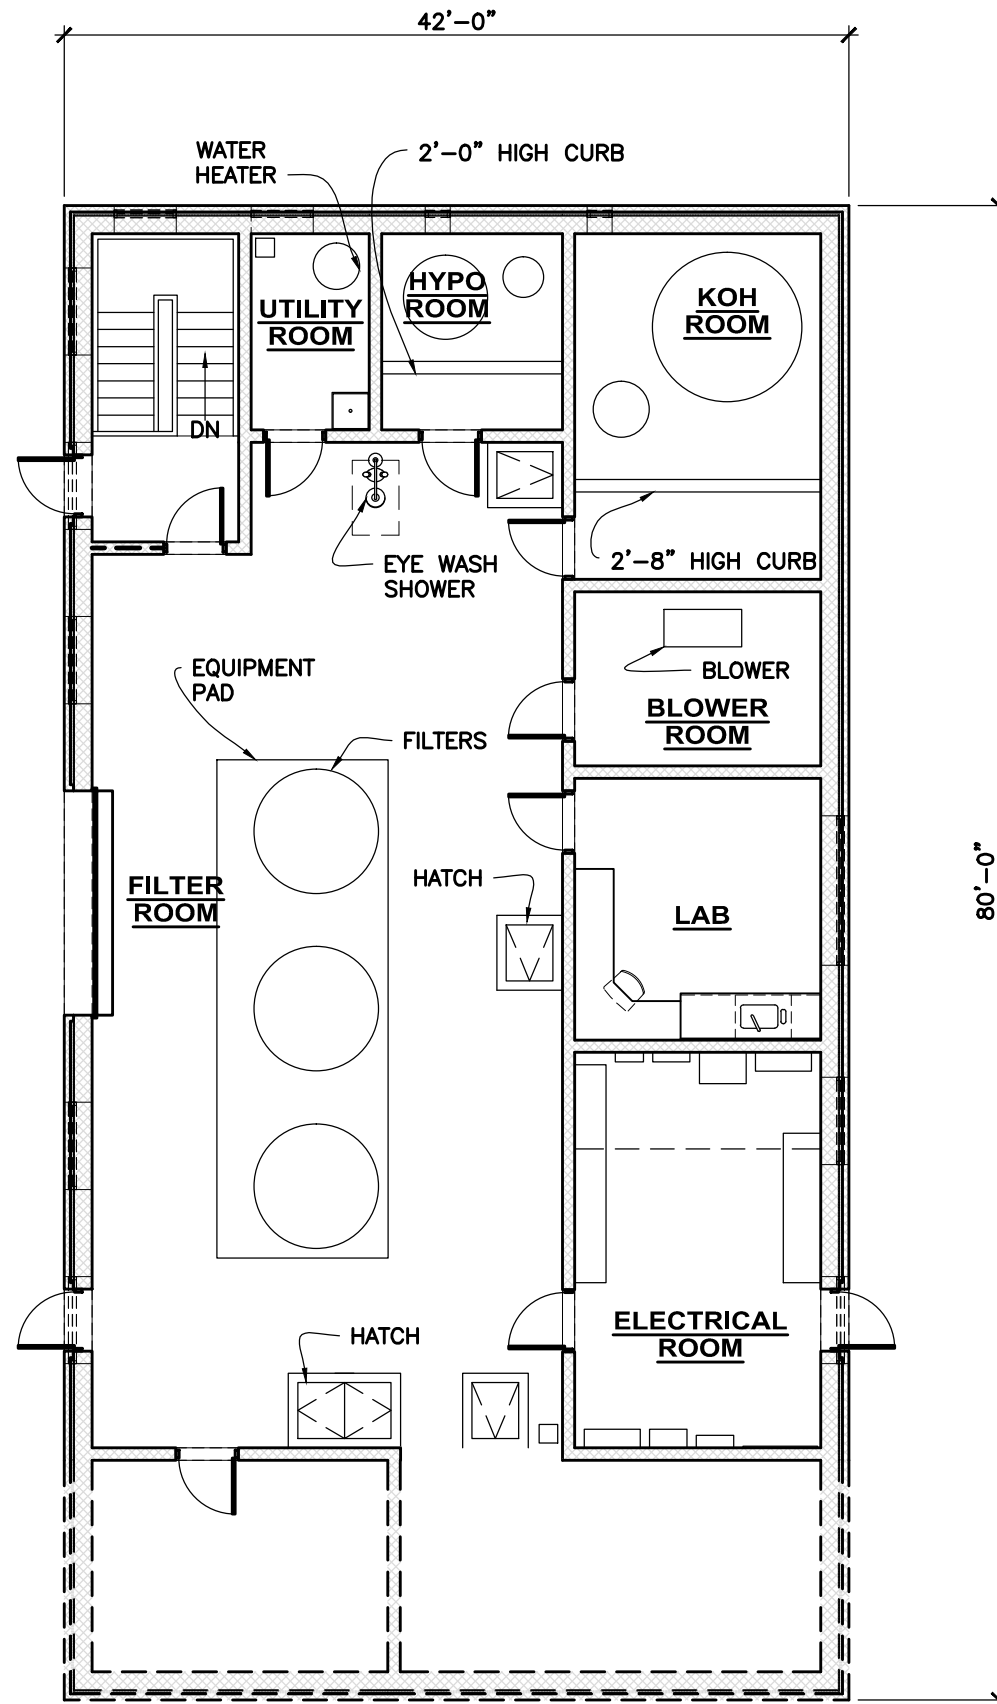 42'-0"
WATER
HEATER
2'-0" HIGH CURB
UTILITY
ROOM
HYPO
ROOM
KOH
ROOM
DN
EYE WASH
SHOWER
2'-8" HIGH CURB
EQUIPMENT
PAD
BLOWER
BLOWER
ROOM
FILTERS
FILTER
ROOM
HATCH
LAB
80'-0"
ELECTRICAL
ROOM
HATCH